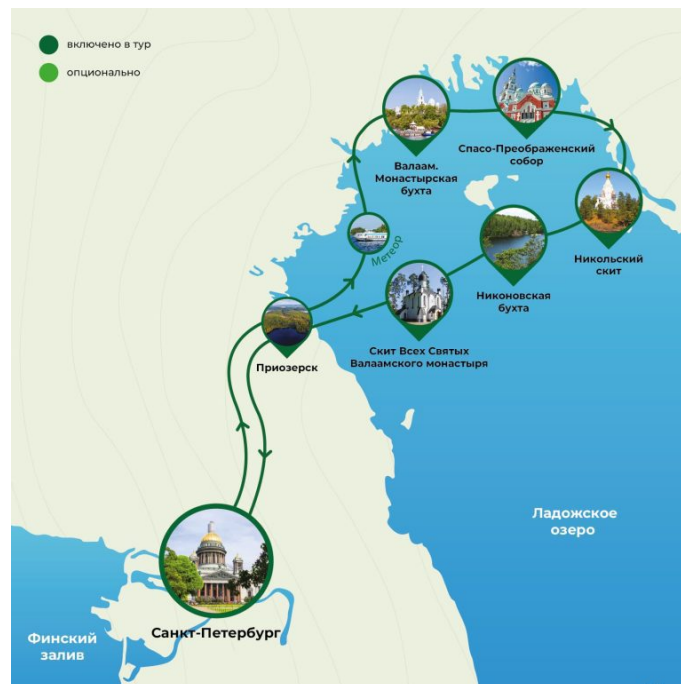 включено в тур
опционально
Валаам.
Монастырская
бухта
Спасо-Преображенский
собор
Никольский
скит
Никоновская
бухта
Скит Всех Святых
Валаамского монастыря
Метеор
Приозерск
Ладожское
озеро
Санкт-Петербург
Финский
залив